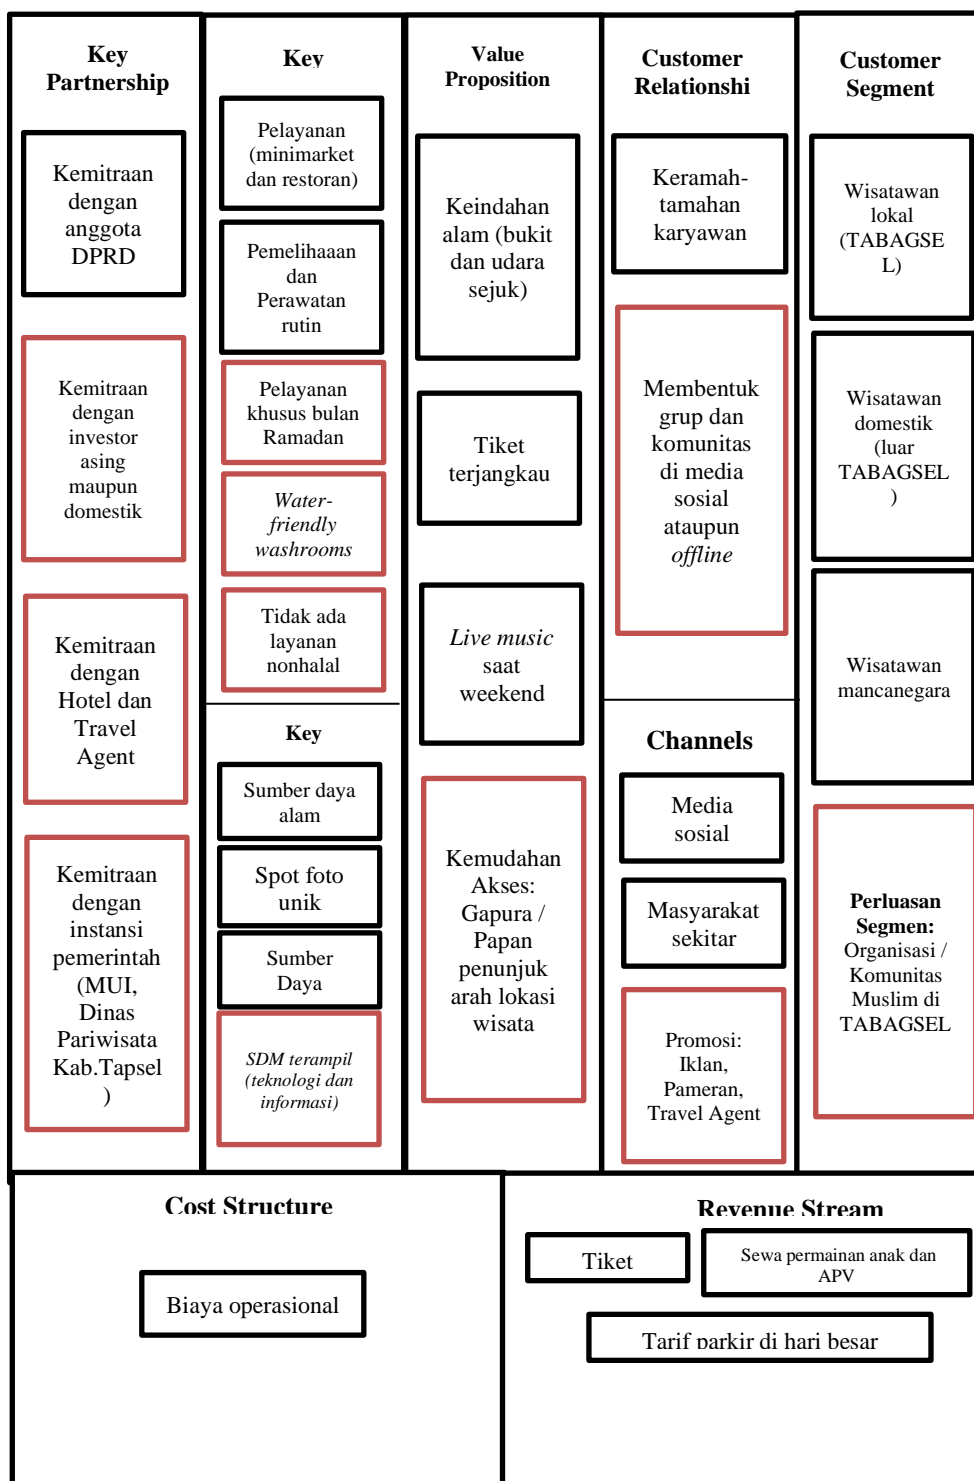 Key
Partnership
Kemitraan
dengan
anggota
DPRD
Kemitraan
dengan
investor
asing
maupun
domestik
Kemitraan
dengan
Hotel dan
Travel
Agent
Kemitraan
dengan
instansi
pemerintah
(MUI,
Dinas
Pariwisata
Kab.Tapsel
)
Key
Pelayanan
(minimarket
dan restoran)
Pemelihaaan
dan
Perawatan
rutin
Pelayanan
khusus bulan
Ramadan
Water-
friendly
washrooms
Tidak ada
layanan
nonhalal
Key
Sumber daya
alam
Spot foto
unik
Sumber
Daya
SDM terampil
(teknologi dan
informasi)
Value
Proposition
Keindahan
alam (bukit
dan udara
sejuk)
Tiket
terjangkau
Live music
saat
weekend
Kemudahan
Akses:
Gapura /
Papan
penunjuk
arah lokasi
wisata
Customer
Relationshi
Keramah-
tamahan
karyawan
Membentuk
grup dan
komunitas
di media
sosial
ataupun
offline
Channels
Media
sosial
Masyarakat
sekitar
Promosi:
Iklan,
Pameran,
Travel Agent
Customer
Segment
Wisatawan
lokal
(TABAGSE
L)
Wisatawan
domestik
(luar
TABAGSEL
)
Wisatawan
mancanegara
Perluasan
Segmen:
Organisasi /
Komunitas
Muslim di
TABAGSEL
Cost Structure
Biaya operasional
Revenue Stream
Tiket
Sewa permainan anak dan
APV
Tarif parkir di hari besar